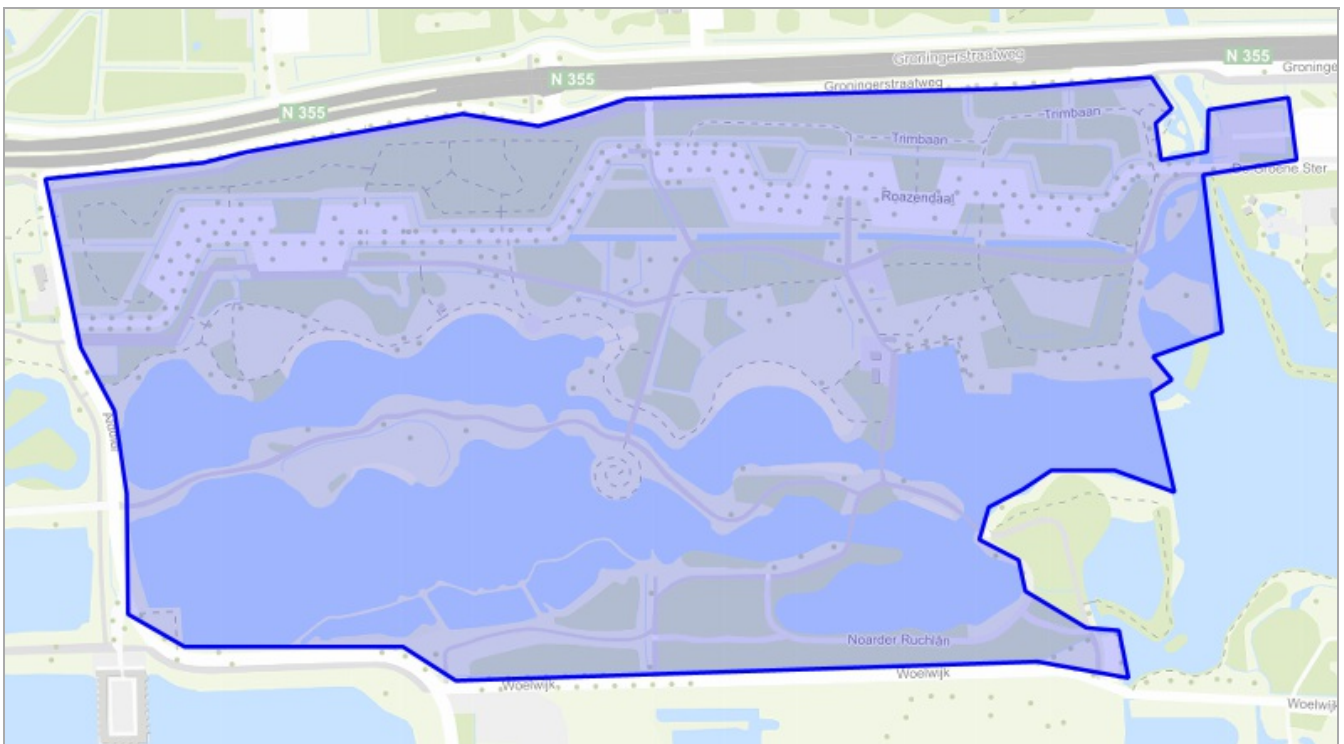 Groningerstraatweg
N 355
N 355
Groningerstraatweg
Groninge
N 355
Trimbaan
Trimbaan
De Groene Ster
Roazendaal
Noarder Ruchlân
Woelwijk
Woelwijk
Woelwijk